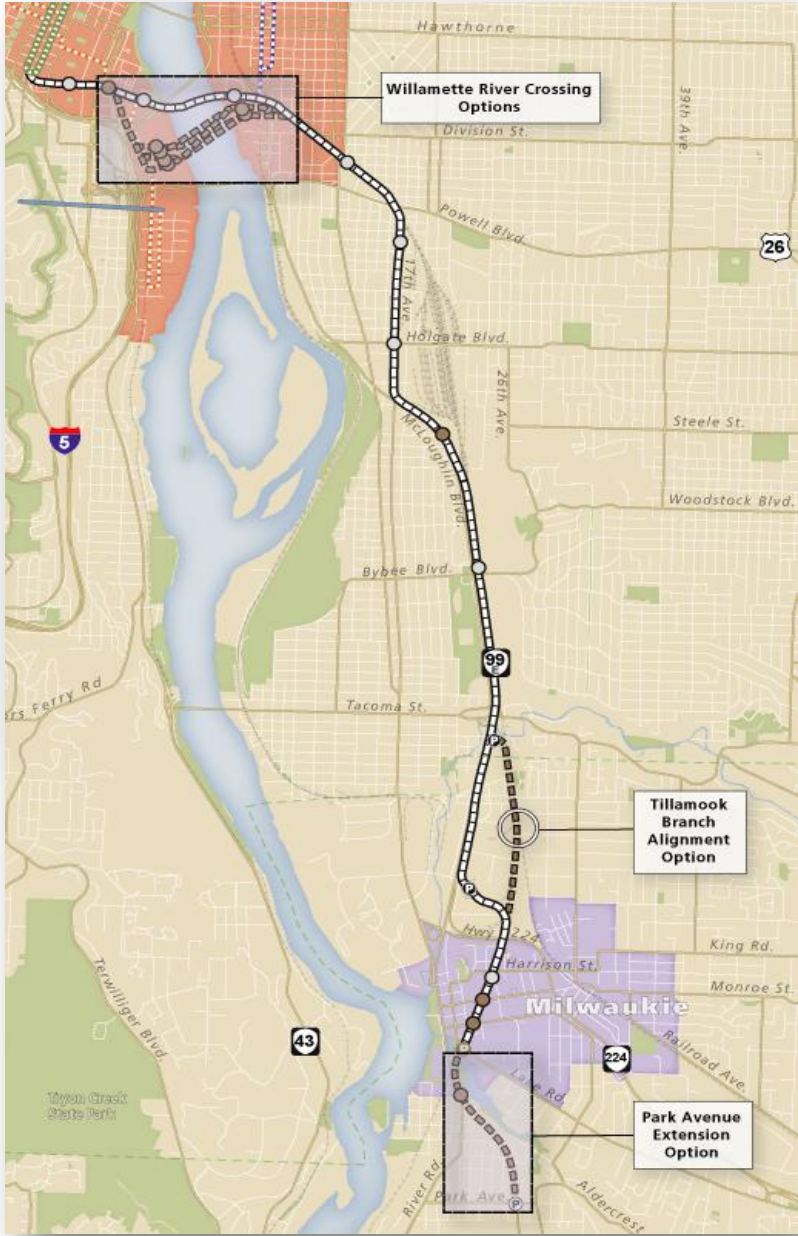 Hawthorne
Willamette River Crossing
Options
39th Ave.
Division St.
Powell Blvd.
26
17th Ave
Holgate Blvd.
26th Ave.
McLoughlin Blvd.
Steele St.
5
Woodstock Blvd.
Bybee Blvd.
99
E
rs Ferry Rd
Tacoma St.
P
Tillamook
Branch
Alignment
Option
P
Hwy 224
King Rd.
Harrison St.
Monroe St.
Milwaukie
Terwilliger Blvd.
43
224
Railroad Ave.
Lake Rd.
Tryon Creek
State Park
Park Avenue
Extension
Option
River Rd.
Park Ave.
P
Aldercrest